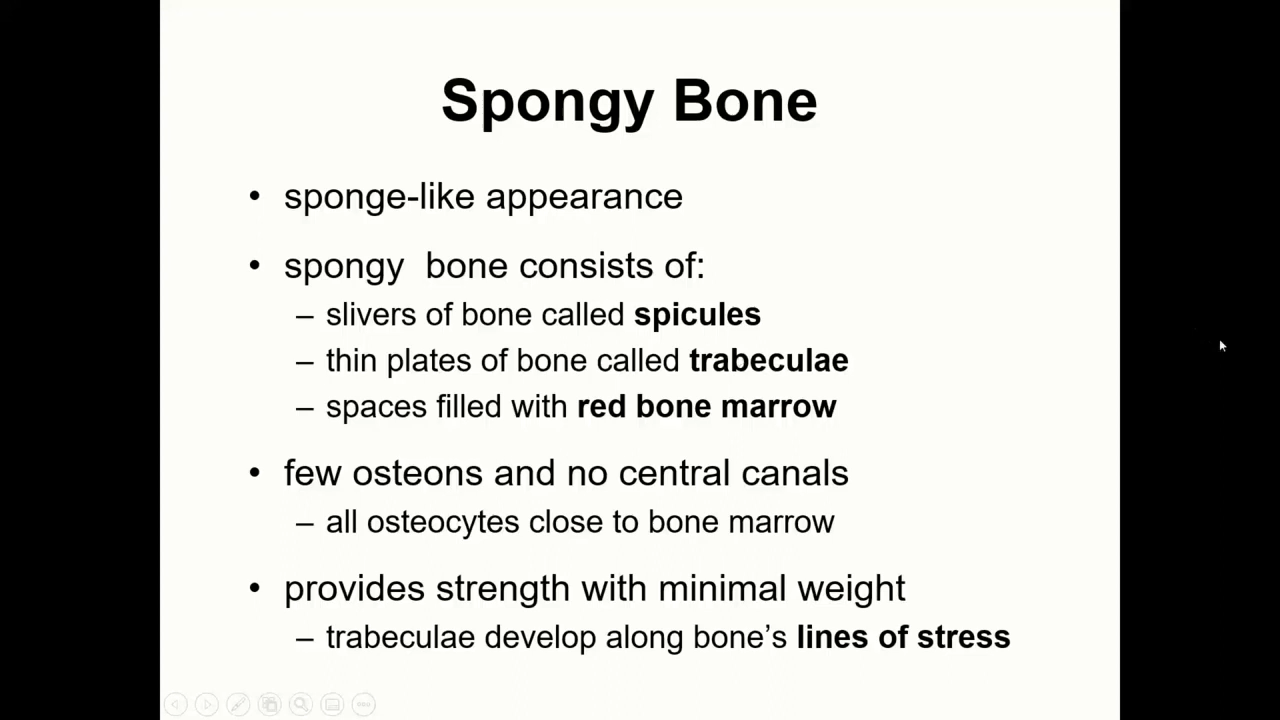 Spongy Bone
• sponge-like appearance
• spongy  bone consists of:
– slivers of bone called spicules
– thin plates of bone called trabeculae
– spaces filled with red bone marrow
• few osteons and no central canals
– all osteocytes close to bone marrow
• provides strength with minimal weight
– trabeculae develop along bone’s lines of stress